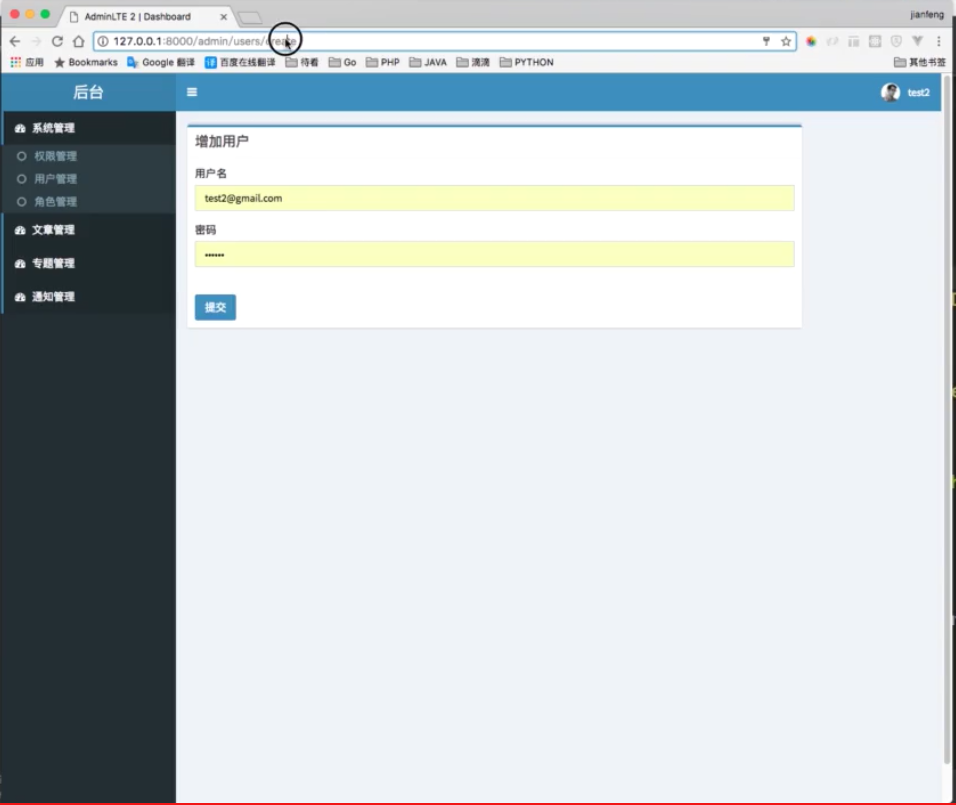 AdminLTE 2 | Dashboard
jianfeng
127.0.0.1:8000/admin/users/create
应用 Bookmarks Google 翻译 百度在线翻译 待看 Go PHP JAVA 滴滴 PYTHON 其他书签
后台
test2
系统管理
权限管理
用户管理
角色管理
文章管理
专题管理
通知管理
增加用户
用户名
test2@gmail.com
密码
••••••
提交